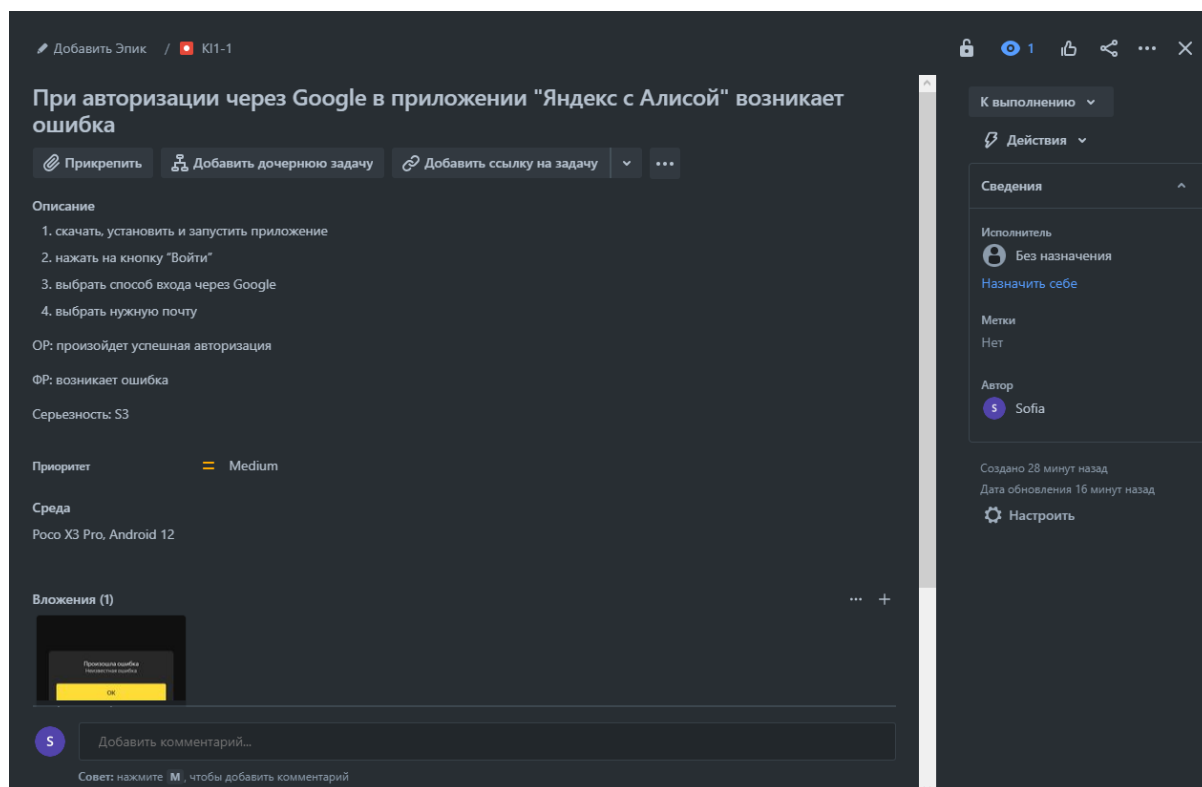 Добавить Эпик / KI1-1
1
При авторизации через Google в приложении "Яндекс с Алисой" возникает
ошибка
Прикрепить Добавить дочернюю задачу Добавить ссылку на задачу
Описание
1. скачать, установить и запустить приложение
2. нажать на кнопку “Войти”
3. выбрать способ входа через Google
4. выбрать нужную почту
ОР: произойдет успешная авторизация
ФР: возникает ошибка
Серьезность: S3
Приоритет Medium
Среда
Poco X3 Pro, Android 12
Вложения (1)
Произошла ошибка
Неизвестная ошибка
ОК
S Добавить комментарий...
Совет: нажмите M , чтобы добавить комментарий
К выполнению
Действия
Сведения
Исполнитель
Без назначения
Назначить себе
Метки
Нет
Автор
S Sofia
Создано 28 минут назад
Дата обновления 16 минут назад
Настроить